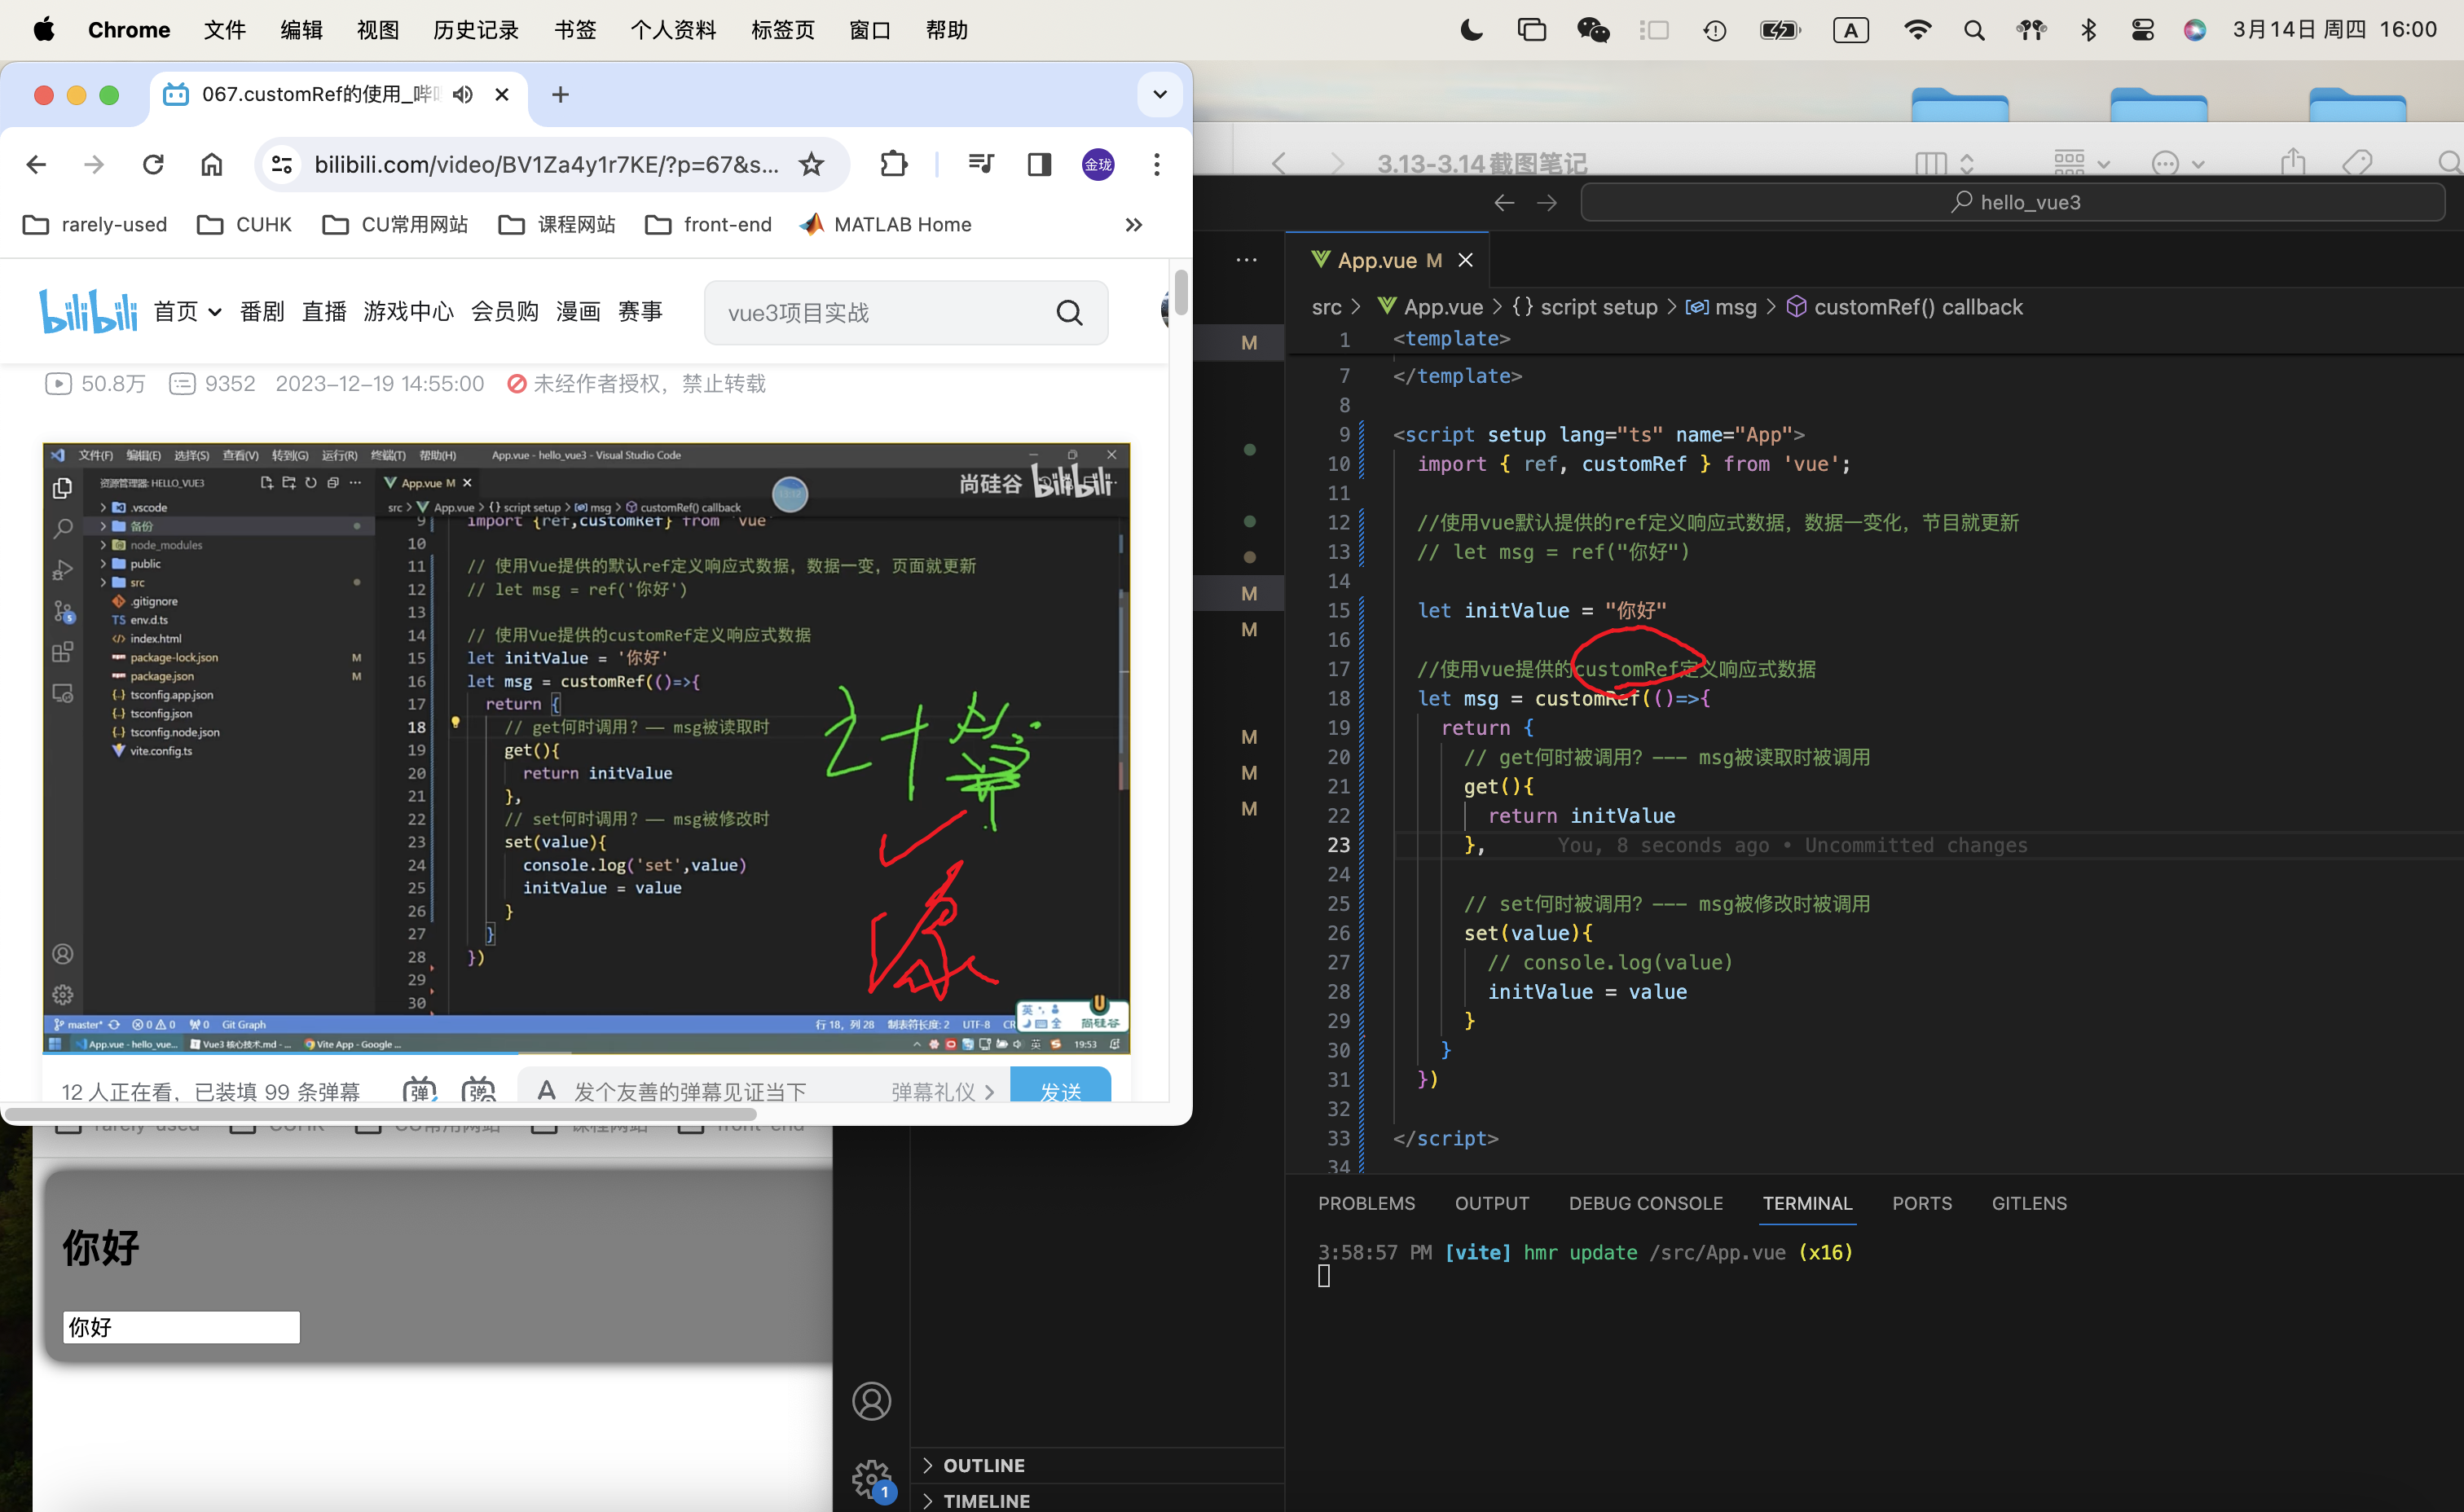 Chrome 文件 编辑 视图 历史记录 书签 个人资料 标签页 窗口 帮助
A 3月14日 周四 16:00
067.customRef的使用_哔
bilibili.com/video/BV1Za4y1r7KE/?p=67&s...
金珑
rarely-used CUHK CU常用网站 课程网站 front-end MATLAB Home
bilibili 首页 番剧 直播 游戏中心 会员购 漫画 赛事
vue3项目实战
50.8万 9352 2023-12-19 14:55:00 未经作者授权，禁止转载
文件(F) 编辑(E) 选择(S) 查看(V) 转到(G) 运行(R) 终端(T) 帮助(H) App.vue - hello_vue3 - Visual Studio Code
资源管理器: HELLO_VUE3
App.vue M
尚硅谷 bilibili
src > App.vue > {} script setup > msg > customRef() callback
.vscode
备份
node_modules
public
src
.gitignore
TS env.d.ts
index.html
package-lock.json M
package.json M
tsconfig.app.json
tsconfig.json
tsconfig.node.json
vite.config.ts
9 import {ref,customRef} from 'vue'
10
11 // 使用Vue提供的默认ref定义响应式数据，数据一变，页面就更新
12 // let msg = ref('你好')
13
14 // 使用Vue提供的customRef定义响应式数据
15 let initValue = '你好'
16 let msg = customRef(()=>{
17 return {
18 // get何时调用？—— msg被读取时
19 get(){
20 return initValue
21 },
22 // set何时调用？—— msg被修改时
23 set(value){
24 console.log('set',value)
25 initValue = value
26 }
27 }
28 })
29
30
master* 0 0 0 Git Graph
行 18，列 28 制表符长度: 2 UTF-8 CR
英
全 尚硅谷
App.vue - hello_vue... Vue3 核心技术.md - ... Vite App - Google ...
英 19:53
12 人正在看，已装填 99 条弹幕
弹 弹 A 发个友善的弹幕见证当下 弹幕礼仪 > 发送
你好
你好
3.13-3.14截图笔记
hello_vue3
App.vue M
src > App.vue > {} script setup > msg > customRef() callback
M
M
M
M
M
M
1 <template>
7 </template>
8
9 <script setup lang="ts" name="App">
10 import { ref, customRef } from 'vue';
11
12 //使用vue默认提供的ref定义响应式数据，数据一变化，节目就更新
13 // let msg = ref("你好")
14
15 let initValue = "你好"
16
17 //使用vue提供的customRef定义响应式数据
18 let msg = customRef(()=>{
19 return {
20 // get何时被调用？--- msg被读取时被调用
21 get(){
22 return initValue
23 }, You, 8 seconds ago • Uncommitted changes
24
25 // set何时被调用？--- msg被修改时被调用
26 set(value){
27 // console.log(value)
28 initValue = value
29 }
30 }
31 })
32
33 </script>
34
PROBLEMS OUTPUT DEBUG CONSOLE TERMINAL PORTS GITLENS
3:58:57 PM [vite] hmr update /src/App.vue (x16)
1
OUTLINE
TIMELINE